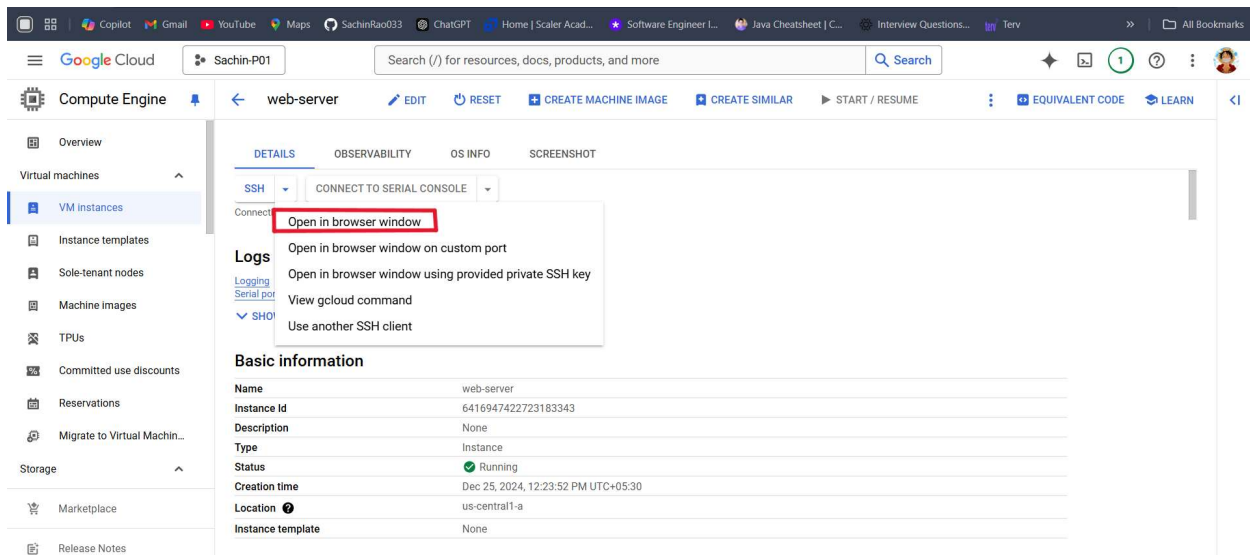 Copilot Gmail YouTube Maps SachinRao033 ChatGPT Home | Scaler Acad... Software Engineer I... Java Cheatsheet | C... Interview Questions... Terv » All Bookmarks
Google Cloud Sachin-P01 Search (/) for resources, docs, products, and more Search 1
Compute Engine web-server EDIT RESET CREATE MACHINE IMAGE CREATE SIMILAR START / RESUME EQUIVALENT CODE LEARN
Overview
Virtual machines
VM instances
Instance templates
Sole-tenant nodes
Machine images
TPUs
Committed use discounts
Reservations
Migrate to Virtual Machin...
Storage
Marketplace
Release Notes
DETAILS OBSERVABILITY OS INFO SCREENSHOT
SSH CONNECT TO SERIAL CONSOLE
Open in browser window
Open in browser window on custom port
Open in browser window using provided private SSH key
View gcloud command
Use another SSH client
Logs
Logging
Serial por
SHO
Basic information
Name web-server
Instance Id 6416947422723183343
Description None
Type Instance
Status Running
Creation time Dec 25, 2024, 12:23:52 PM UTC+05:30
Location us-central1-a
Instance template None